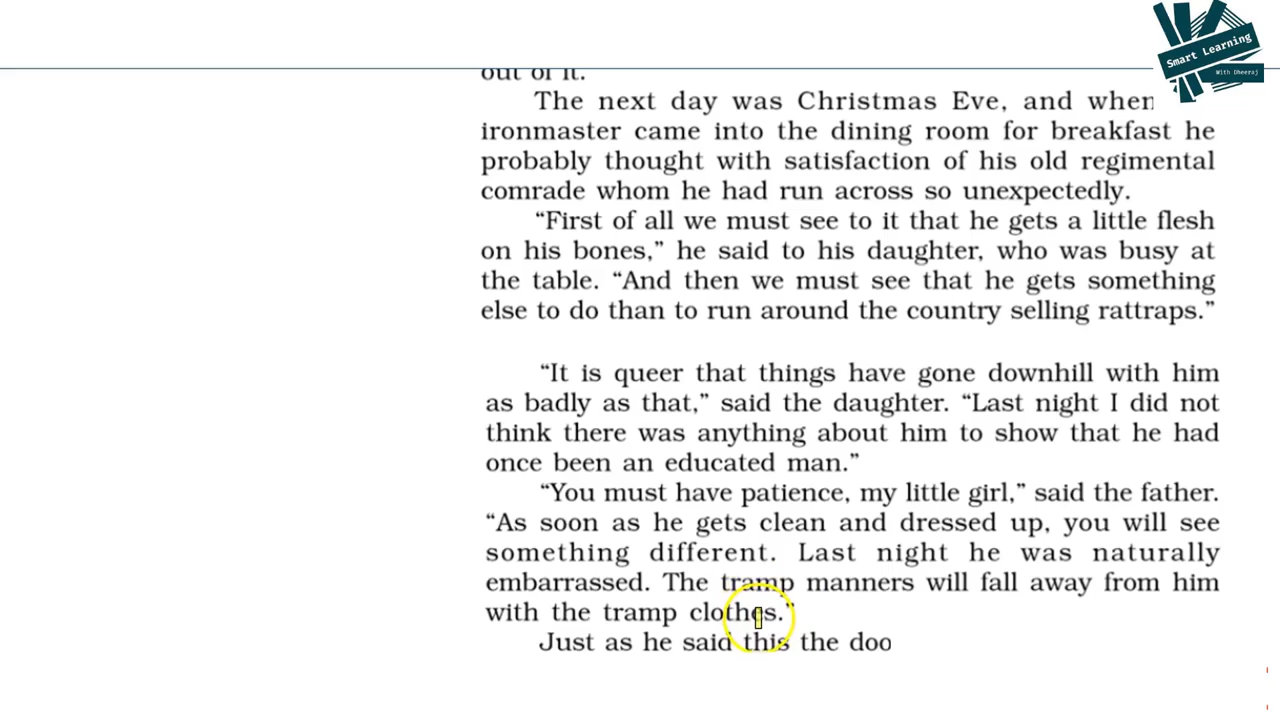 Smart Learning
With Dheeraj
out of it.
The next day was Christmas Eve, and when
ironmaster came into the dining room for breakfast he
probably thought with satisfaction of his old regimental
comrade whom he had run across so unexpectedly.
“First of all we must see to it that he gets a little flesh
on his bones,” he said to his daughter, who was busy at
the table. “And then we must see that he gets something
else to do than to run around the country selling rattraps.”
“It is queer that things have gone downhill with him
as badly as that,” said the daughter. “Last night I did not
think there was anything about him to show that he had
once been an educated man.”
“You must have patience, my little girl,” said the father.
“As soon as he gets clean and dressed up, you will see
something different. Last night he was naturally
embarrassed. The tramp manners will fall away from him
with the tramp clothes.”
Just as he said this the doo